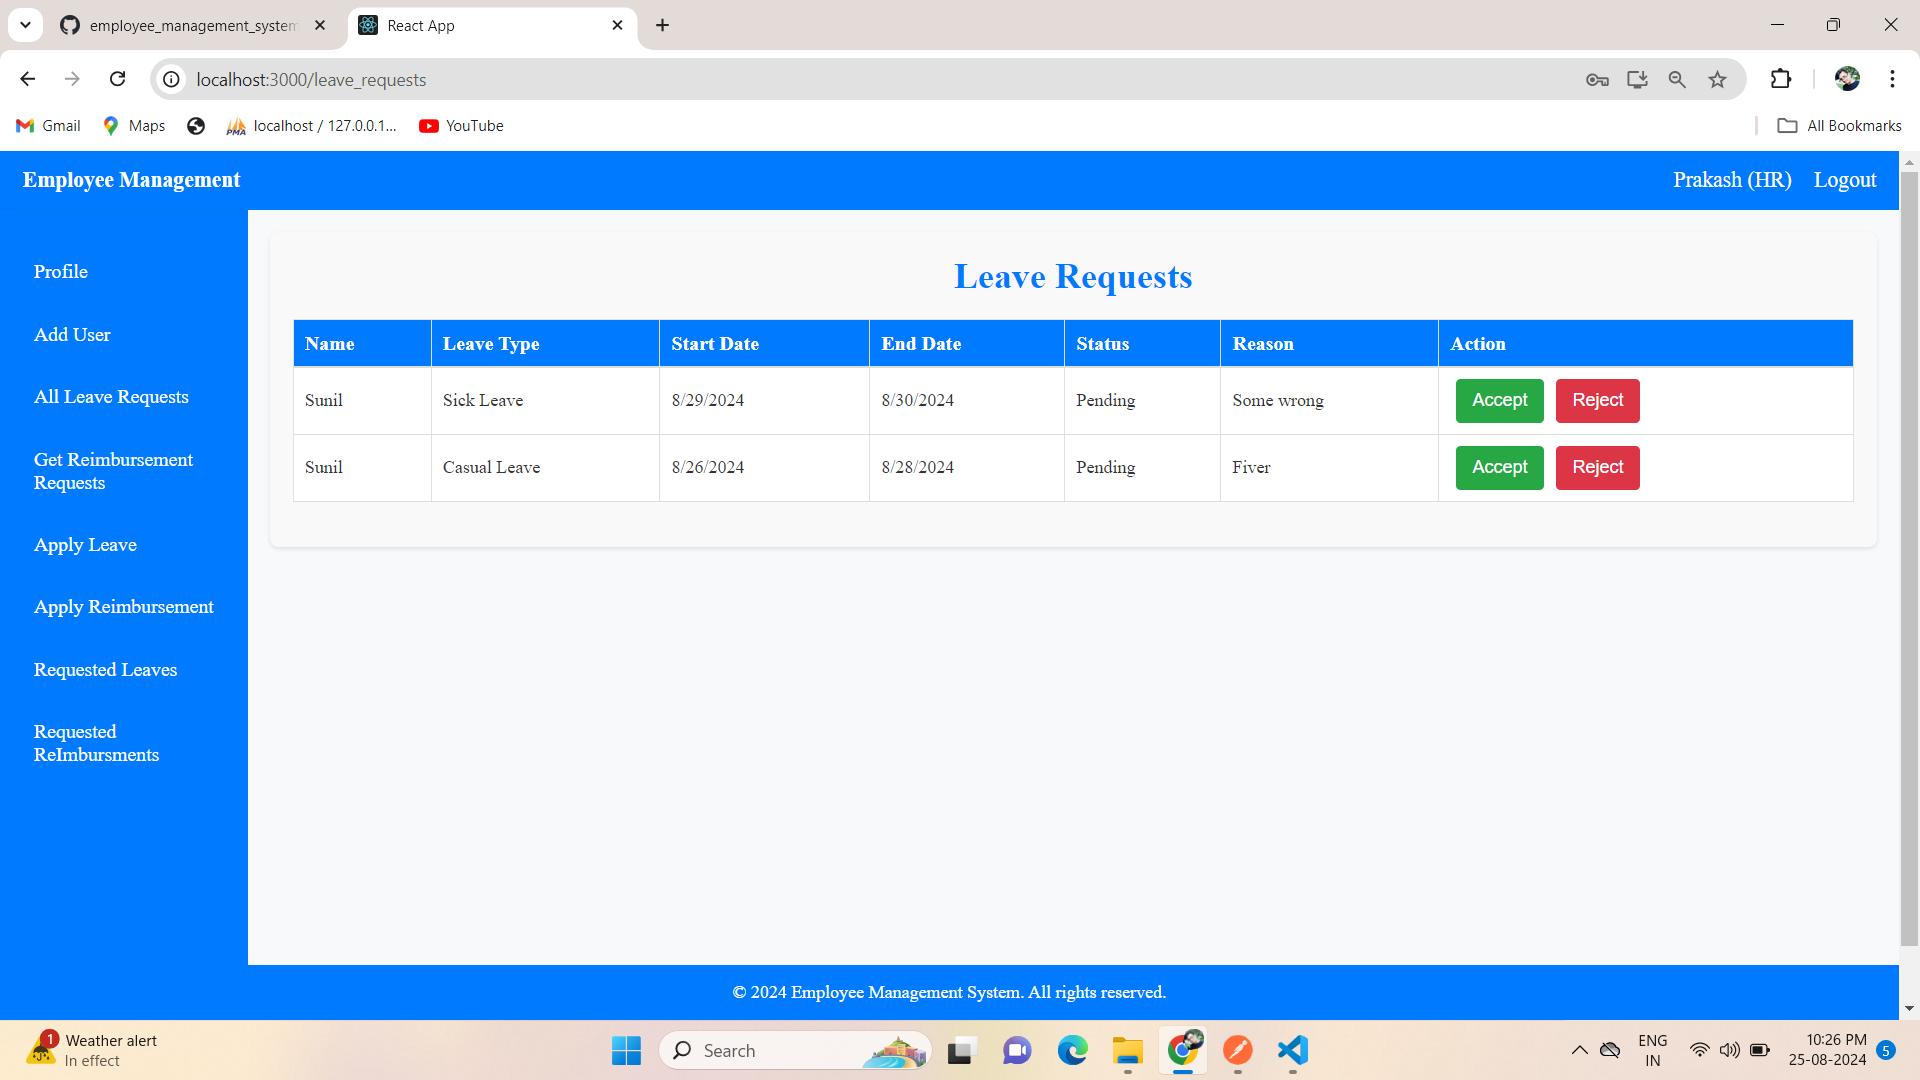 employee_management_system
React App
localhost:3000/leave_requests
Gmail
Maps
PMA
localhost / 127.0.0.1...
YouTube
All Bookmarks
Employee Management
Prakash (HR)
Logout
Profile
Add User
All Leave Requests
Get Reimbursement
Requests
Apply Leave
Apply Reimbursement
Requested Leaves
Requested
ReImbursments
Leave Requests
Name Leave Type Start Date End Date Status Reason Action
Sunil Sick Leave 8/29/2024 8/30/2024 Pending Some wrong Accept Reject
Sunil Casual Leave 8/26/2024 8/28/2024 Pending Fiver Accept Reject
© 2024 Employee Management System. All rights reserved.
1
Weather alert
In effect
Search
ENG
IN
10:26 PM
25-08-2024
5